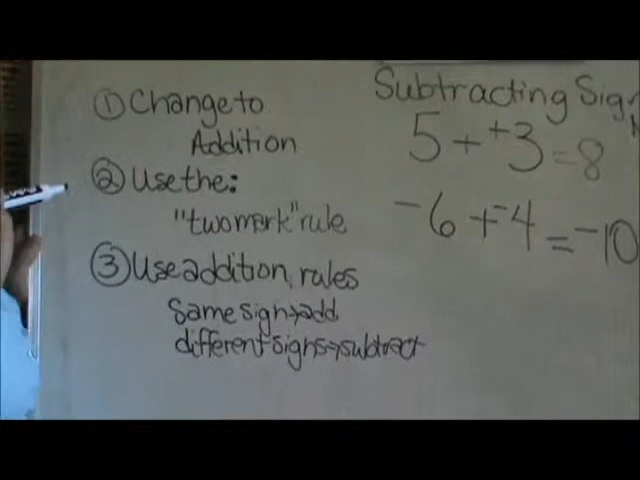 Subtracting Sig
① Change to
Addition
② Use the:
"two mark" rule
③ Use addition rules
Same sign→add
different signs→subtract
5 + +3 = 8
-6 + -4 = -10